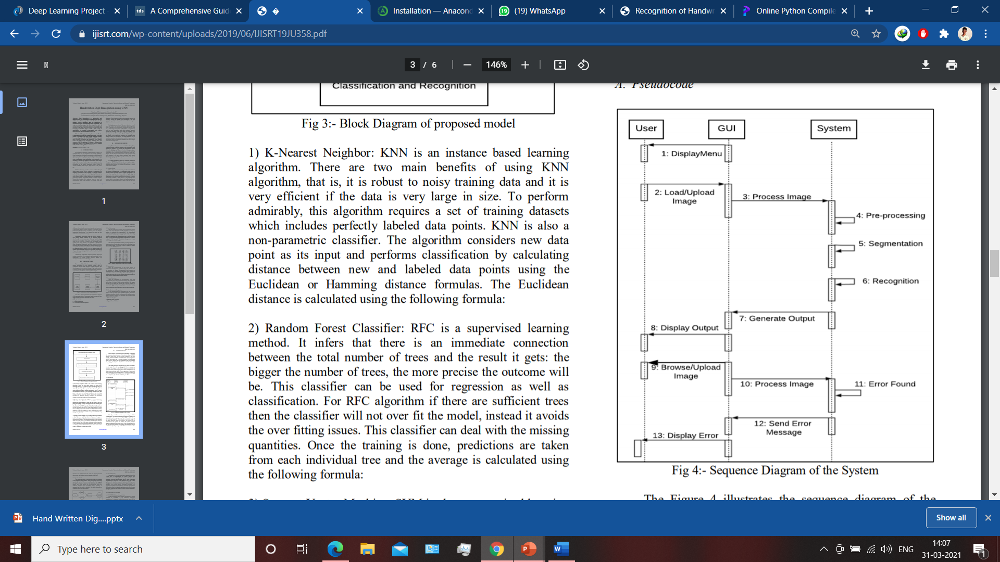 Deep Learning Project
A Comprehensive Guid
Installation — Anacond
(19) WhatsApp
Recognition of Handwr
Online Python Compile
ijisrt.com/wp-content/uploads/2019/06/IJISRT19JU358.pdf
3 / 6
146%
1
2
3
Classification and Recognition
Fig 3:- Block Diagram of proposed model
1) K-Nearest Neighbor: KNN is an instance based learning
algorithm. There are two main benefits of using KNN
algorithm, that is, it is robust to noisy training data and it is
very efficient if the data is very large in size. To perform
admirably, this algorithm requires a set of training datasets
which includes perfectly labeled data points. KNN is also a
non-parametric classifier. The algorithm considers new data
point as its input and performs classification by calculating
distance between new and labeled data points using the
Euclidean or Hamming distance formulas. The Euclidean
distance is calculated using the following formula:
2) Random Forest Classifier: RFC is a supervised learning
method. It infers that there is an immediate connection
between the total number of trees and the result it gets: the
bigger the number of trees, the more precise the outcome will
be. This classifier can be used for regression as well as
classification. For RFC algorithm if there are sufficient trees
then the classifier will not over fit the model, instead it avoids
the over fitting issues. This classifier can deal with the missing
quantities. Once the training is done, predictions are taken
from each individual tree and the average is calculated using
the following formula:
A. Pseudocode
User
GUI
System
1: DisplayMenu
2: Load/Upload
Image
3: Process Image
4: Pre-processing
5: Segmentation
6: Recognition
7: Generate Output
8: Display Output
9: Browse/Upload
Image
10: Process Image
11: Error Found
12: Send Error
Message
13: Display Error
Fig 4:- Sequence Diagram of the System
The Figure 4 illustrates the sequence diagram of the
Hand Written Dig....pptx
Show all
Type here to search
ENG
14:07
31-03-2021
1